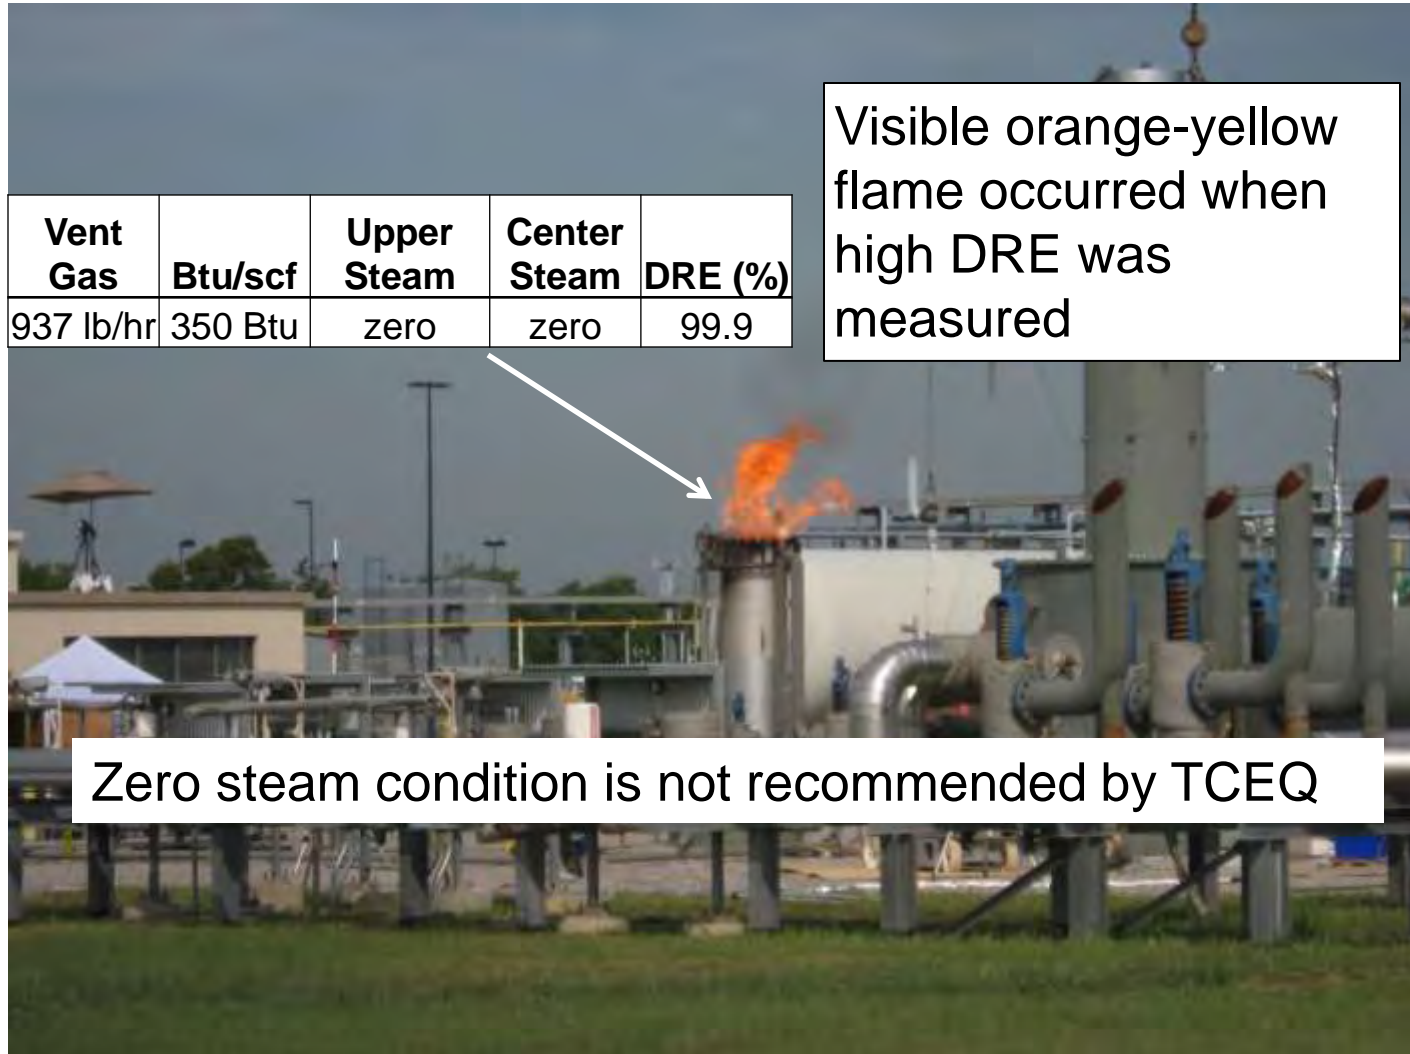 Visible orange-yellow
flame occurred when
high DRE was
measured
Vent Gas Btu/scf Upper Steam Center Steam DRE (%)
937 lb/hr 350 Btu zero zero 99.9
Zero steam condition is not recommended by TCEQ